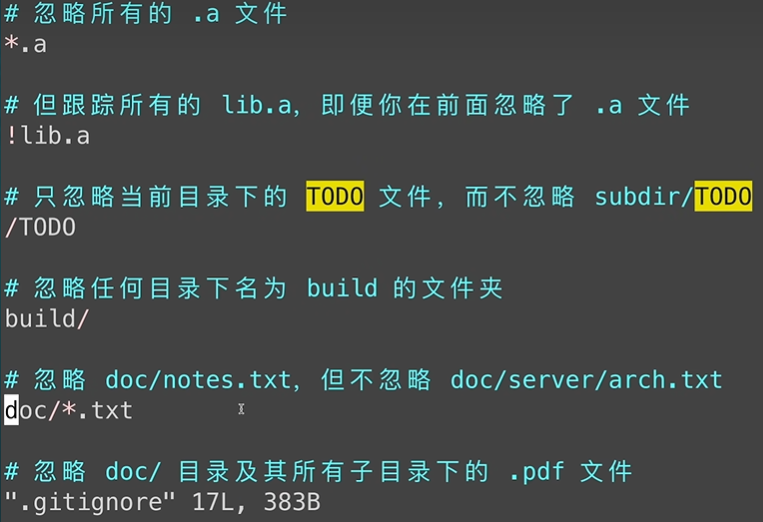 # 忽略所有的 .a 文件
*.a
# 但跟踪所有的 lib.a，即便你在前面忽略了 .a 文件
!lib.a
# 只忽略当前目录下的 TODO 文件，而不忽略 subdir/TODO
/TODO
# 忽略任何目录下名为 build 的文件夹
build/
# 忽略 doc/notes.txt，但不忽略 doc/server/arch.txt
doc/*.txt
# 忽略 doc/ 目录及其所有子目录下的 .pdf 文件
".gitignore" 17L, 383B